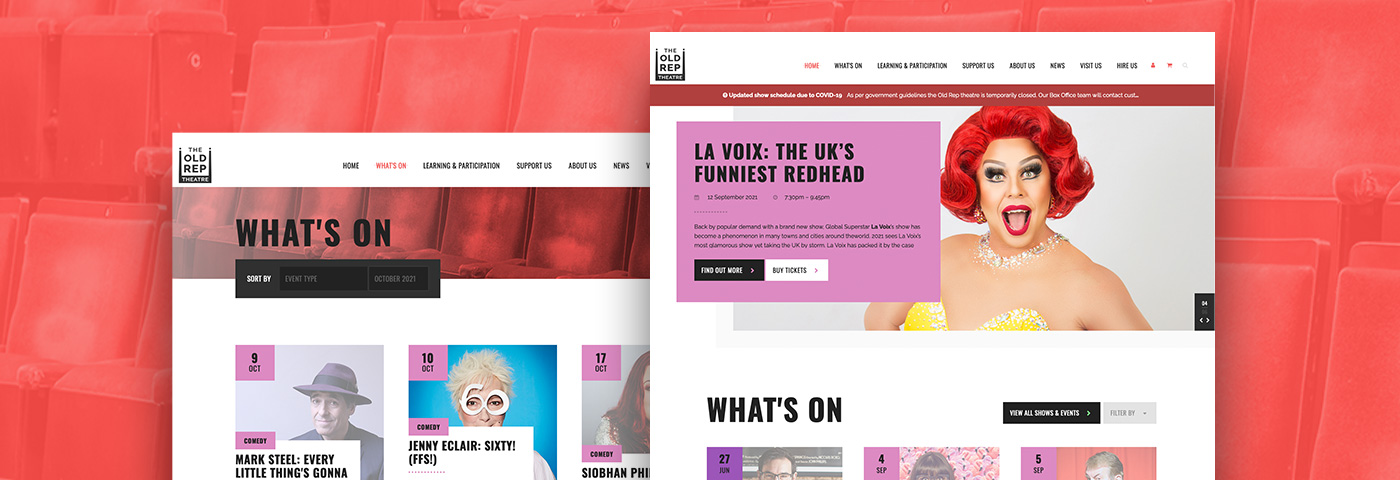 THE
OLD
REP
THEATRE
HOME WHAT'S ON LEARNING & PARTICIPATION SUPPORT US ABOUT US NEWS V
WHAT'S ON
SORT BY EVENT TYPE OCTOBER 2021
9
OCT
COMEDY
MARK STEEL: EVERY
LITTLE THING'S GONNA
10
OCT
COMEDY
JENNY ECLAIR: SIXTY!
(FFS!)
17
OCT
COMEDY
SIOBHAN PHI
THE
OLD
REP
THEATRE
HOME WHAT'S ON LEARNING & PARTICIPATION SUPPORT US ABOUT US NEWS VISIT US HIRE US
Updated show schedule due to COVID-19 As per government guidelines the Old Rep theatre is temporarily closed, Our Box Office team will contact cust...
LA VOIX: THE UK'S
FUNNIEST REDHEAD
12 September 2021 7:30pm – 9.45pm
Back by popular demand with a brand new show. Global Superstar La Voix's show has
become a phenomenon in many towns and cities around theworld. 2021 sees La Voix's
most glamorous show yet taking the UK by storm. La Voix has packed it by the case
FIND OUT MORE BUY TICKETS
04
WHAT'S ON
VIEW ALL SHOWS & EVENTS FILTER BY
27
JUN
4
SEP
5
SEP